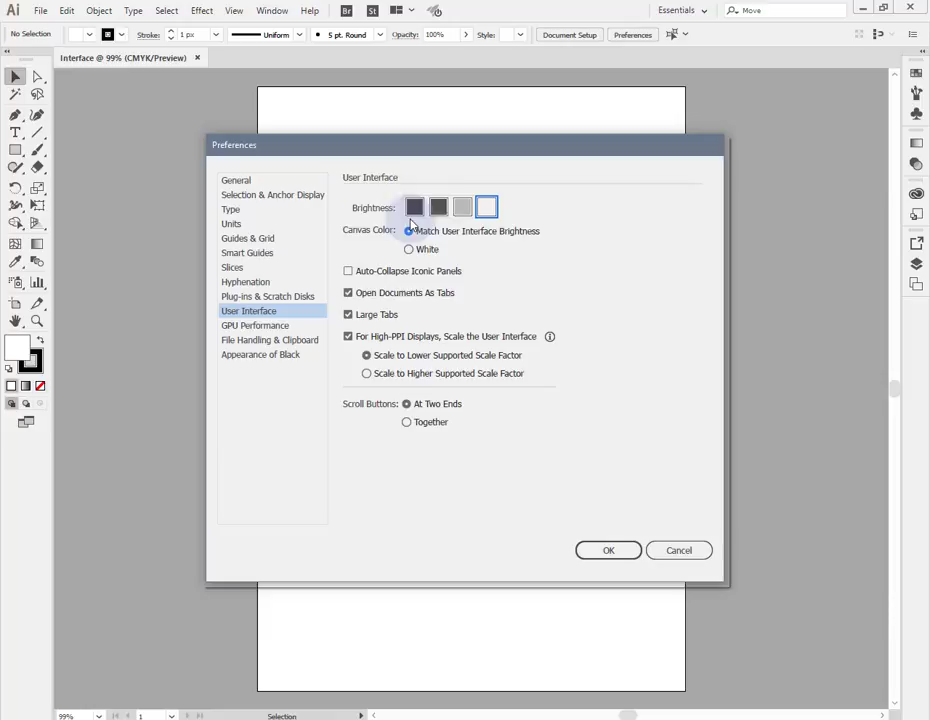 Ai File Edit Object Type Select Effect View Window Help Br St Essentials Move
No Selection Stroke: 1 px Uniform 5 pt. Round Opacity: 100% Style: Document Setup Preferences
Interface @ 99% (CMYK/Preview) ×
Preferences
General
Selection & Anchor Display
Type
Units
Guides & Grid
Smart Guides
Slices
Hyphenation
Plug-ins & Scratch Disks
User Interface
GPU Performance
File Handling & Clipboard
Appearance of Black
User Interface
Brightness:
Canvas Color: Match User Interface Brightness
White
Auto-Collapse Iconic Panels
Open Documents As Tabs
Large Tabs
For High-PPI Displays, Scale the User Interface
Scale to Lower Supported Scale Factor
Scale to Higher Supported Scale Factor
Scroll Buttons: At Two Ends
Together
OK Cancel
99% 1 Selection